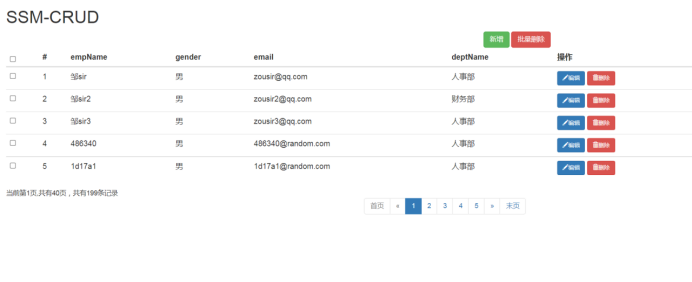 SSM-CRUD
新增 批量删除
# empName gender email deptName 操作
1 邹sir 男 zousir@qq.com 人事部 编辑 删除
2 邹sir2 男 zousir2@qq.com 财务部 编辑 删除
3 邹sir3 男 zousir3@qq.com 人事部 编辑 删除
4 486340 男 486340@random.com 人事部 编辑 删除
5 1d17a1 男 1d17a1@random.com 人事部 编辑 删除
当前第1页,共有40页，共有199条记录
首页 « 1 2 3 4 5 » 末页